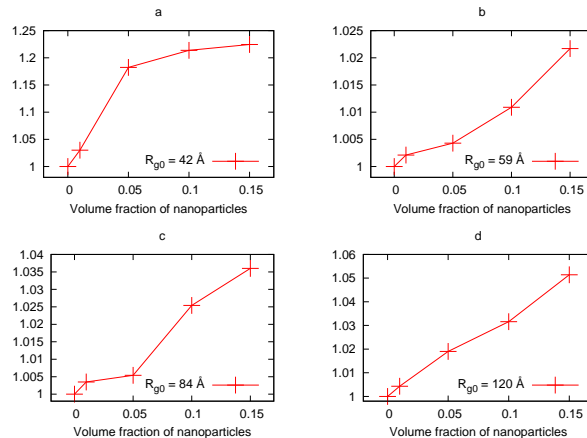 a
1.25
1.2
1.15
1.1
1.05
1
0 0.05 0.1 0.15
Rg0 = 42 Å
Volume fraction of nanoparticles
b
1.025
1.02
1.015
1.01
1.005
1
0 0.05 0.1 0.15
Rg0 = 59 Å
Volume fraction of nanoparticles
c
1.04
1.035
1.03
1.025
1.02
1.015
1.01
1.005
1
0 0.05 0.1 0.15
Rg0 = 84 Å
Volume fraction of nanoparticles
d
1.06
1.05
1.04
1.03
1.02
1.01
1
0 0.05 0.1 0.15
Rg0 = 120 Å
Volume fraction of nanoparticles